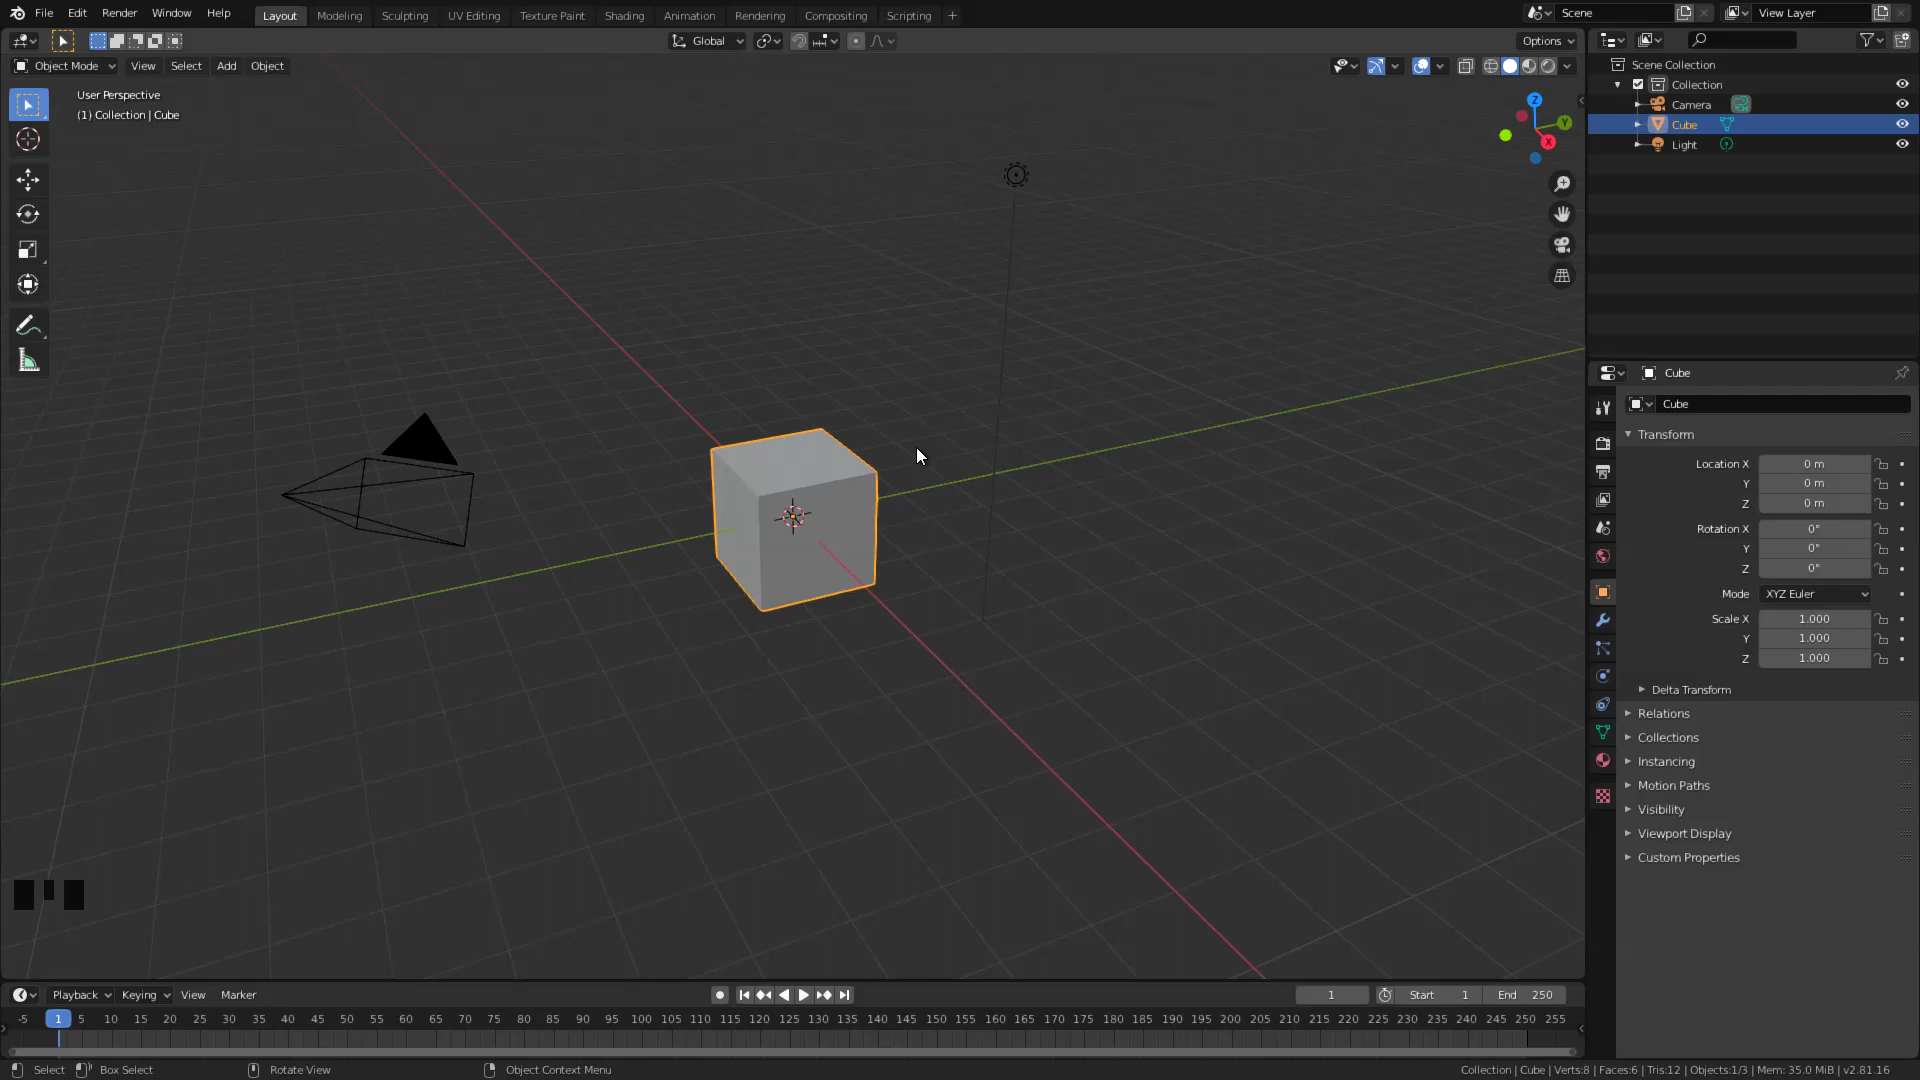 File Edit Render Window Help Layout Modeling Sculpting UV Editing Texture Paint Shading Animation Rendering Compositing Scripting + Scene View Layer
Global Options
Object Mode View Select Add Object
User Perspective
(1) Collection | Cube
Z
Y
X
Scene Collection
Collection
Camera
Cube
Light
Cube
Cube
Transform
Location X 0 m
Y 0 m
Z 0 m
Rotation X 0°
Y 0°
Z 0°
Mode XYZ Euler
Scale X 1.000
Y 1.000
Z 1.000
Delta Transform
Relations
Collections
Instancing
Motion Paths
Visibility
Viewport Display
Custom Properties
Playback Keying View Marker 1 Start 1 End 250
-5 1 5 10 15 20 25 30 35 40 45 50 55 60 65 70 75 80 85 90 95 100 105 110 115 120 125 130 135 140 145 150 155 160 165 170 175 180 185 190 195 200 205 210 215 220 225 230 235 240 245 250 255
Select Box Select Rotate View Object Context Menu Collection | Cube | Verts:8 | Faces:6 | Tris:12 | Objects:1/3 | Mem: 35.0 MiB | v2.81.16